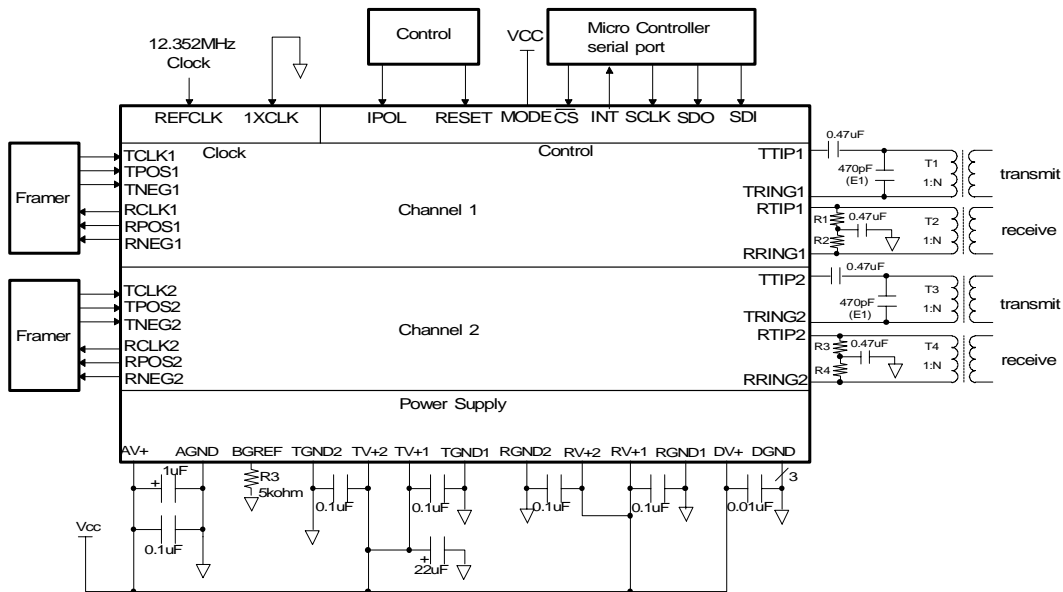 12.352MHz
Clock
Control
VCC
Micro Controller
serial port
REFCLK 1XCLK IPOL RESET MODE CS INT SCLK SDO SDI
Clock Control
Framer
TCLK1
TPOS1
TNEG1
RCLK1
RPOS1
RNEG1
Channel 1
TTIP1
TRING1
RTIP1
RRING1
0.47uF
470pF
(E1)
T1
1:N
transmit
R1
0.47uF
R2
T2
1:N
receive
Framer
TCLK2
TPOS2
TNEG2
RCLK2
RPOS2
RNEG2
Channel 2
TTIP2
TRING2
RTIP2
RRING2
0.47uF
470pF
(E1)
T3
1:N
transmit
R3
0.47uF
R4
T4
1:N
receive
Power Supply
AV+ AGND BGREF TGND2 TV+2 TV+1 TGND1 RGND2 RV+2 RV+1 RGND1 DV+ DGND
1uF
+
R3
5kohm
3
0.1uF 0.1uF 0.1uF 0.1uF 0.01uF
Vcc
0.1uF
+
22uF